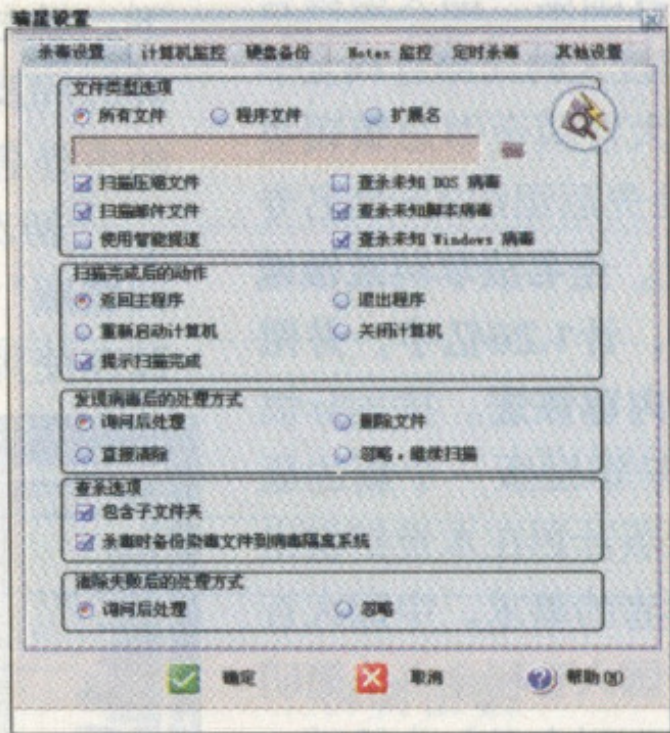 瑞星设置
杀毒设置 计算机监控 硬盘备份 Notes 监控 定时杀毒 其他设置
文件类型选项
所有文件 程序文件 扩展名
扫描压缩文件 查杀未知 DOS 病毒
扫描邮件文件 查杀未知脚本病毒
使用智能提速 查杀未知 Windows 病毒
扫描完成后的动作
返回主程序 退出程序
重新启动计算机 关闭计算机
提示扫描完成
发现病毒后的处理方式
询问后处理 删除文件
直接清除 忽略，继续扫描
查杀选项
包含子文件夹
杀毒时备份染毒文件到病毒隔离系统
清除失败后的处理方式
询问后处理 忽略
确定 取消 帮助(H)